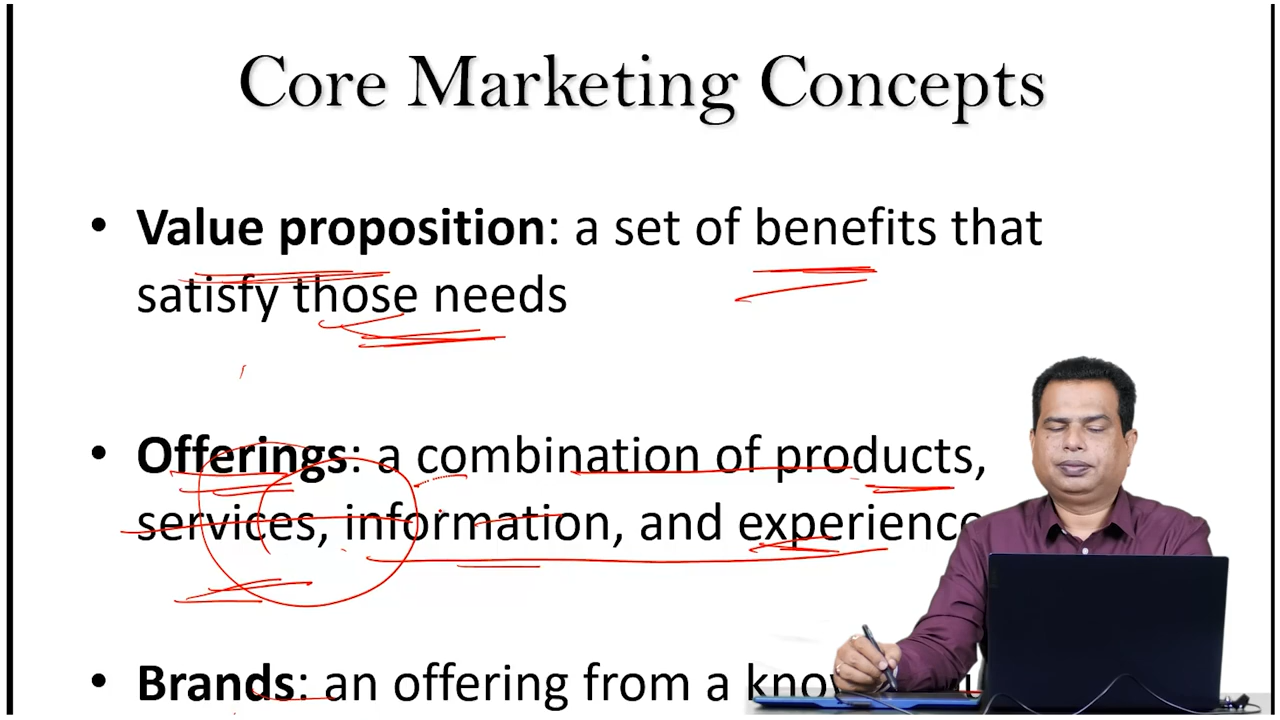 Core Marketing Concepts
• Value proposition: a set of benefits that
satisfy those needs
• Offerings: a combination of products,
services, information, and experience
• Brands: an offering from a